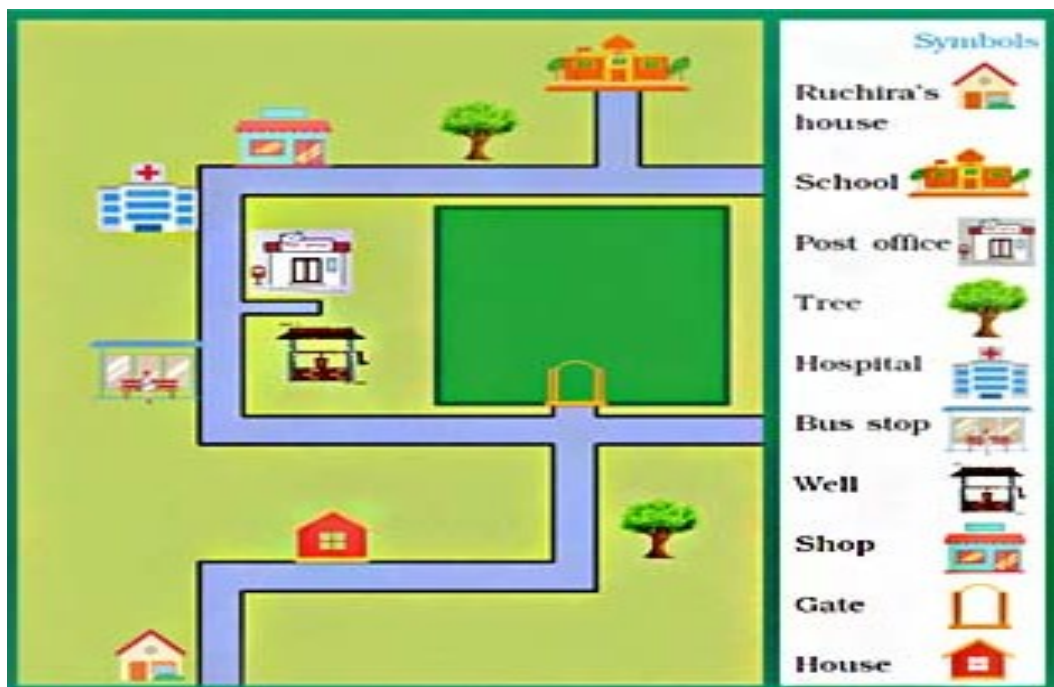 Symbols
Ruchira's
house
School
Post office
Tree
Hospital
Bus stop
Well
Shop
Gate
House